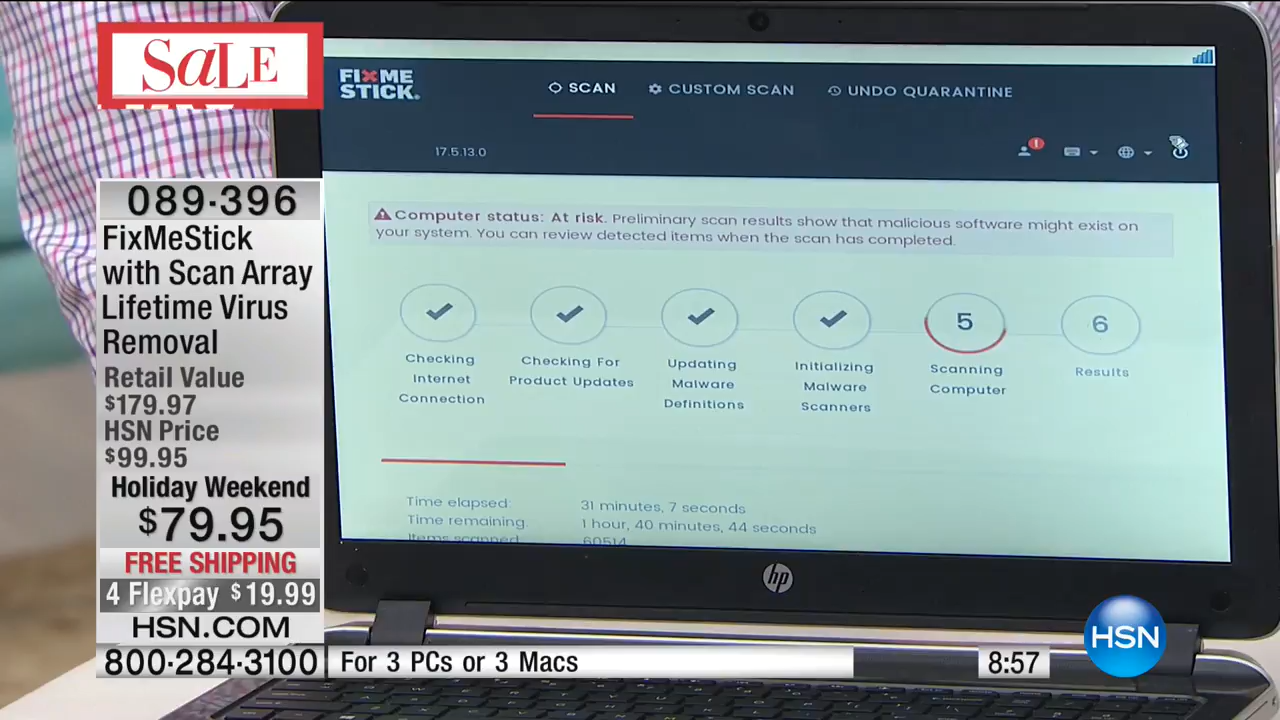 SaLE
089-396
FixMeStick
with Scan Array
Lifetime Virus
Removal
Retail Value
$179.97
HSN Price
$99.95
Holiday Weekend
$79.95
FREE SHIPPING
4 Flexpay $19.99
HSN.COM
800-284-3100
For 3 PCs or 3 Macs
8:57
HSN
FIXME
STICK.
SCAN
CUSTOM SCAN
UNDO QUARANTINE
17.5.13.0
Computer status: At risk. Preliminary scan results show that malicious software might exist on
your system. You can review detected items when the scan has completed.
5
6
Checking
Internet
Connection
Checking For
Product Updates
Updating
Malware
Definitions
Initializing
Malware
Scanners
Scanning
Computer
Results
Time elapsed: 31 minutes, 7 seconds
Time remaining: 1 hour, 40 minutes, 44 seconds
Items scanned 60514
hp